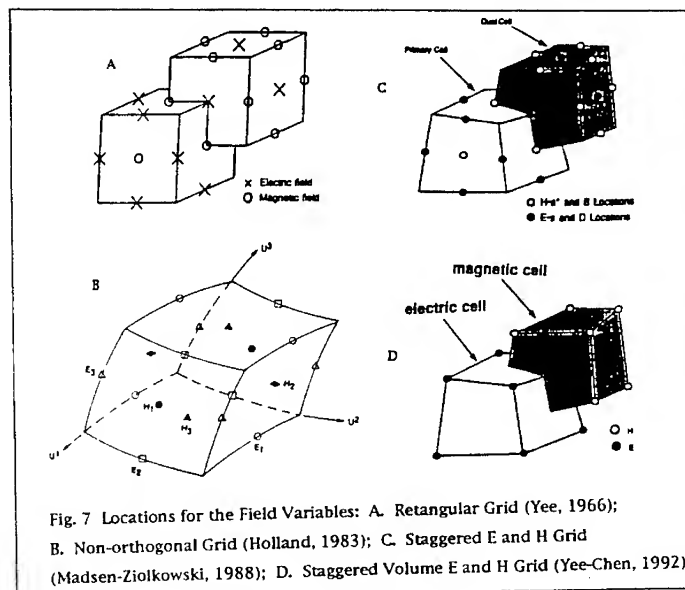 Dual Cell
A
Primary Cell
C
× Electric field
O Magnetic field
O H-s* and B Locations
● E-s and D Locations
U³
B
magnetic cell
electric cell
E₃
D
H₂
H₁
H₃
U²
O H
U¹
E₂
E₁
● E
Fig. 7 Locations for the Field Variables: A. Retangular Grid (Yee, 1966);
B. Non-orthogonal Grid (Holland, 1983); C. Staggered E and H Grid
(Madsen-Ziolkowski, 1988); D. Staggered Volume E and H Grid (Yee-Chen, 1992)